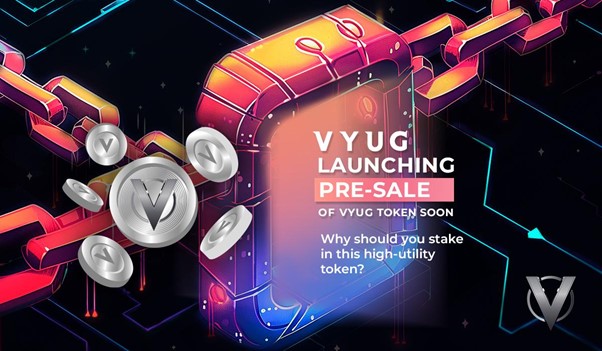 VYUG
LAUNCHING
PRE-SALE
OF VYUG TOKEN SOON
Why should you stake
in this high-utility
token?